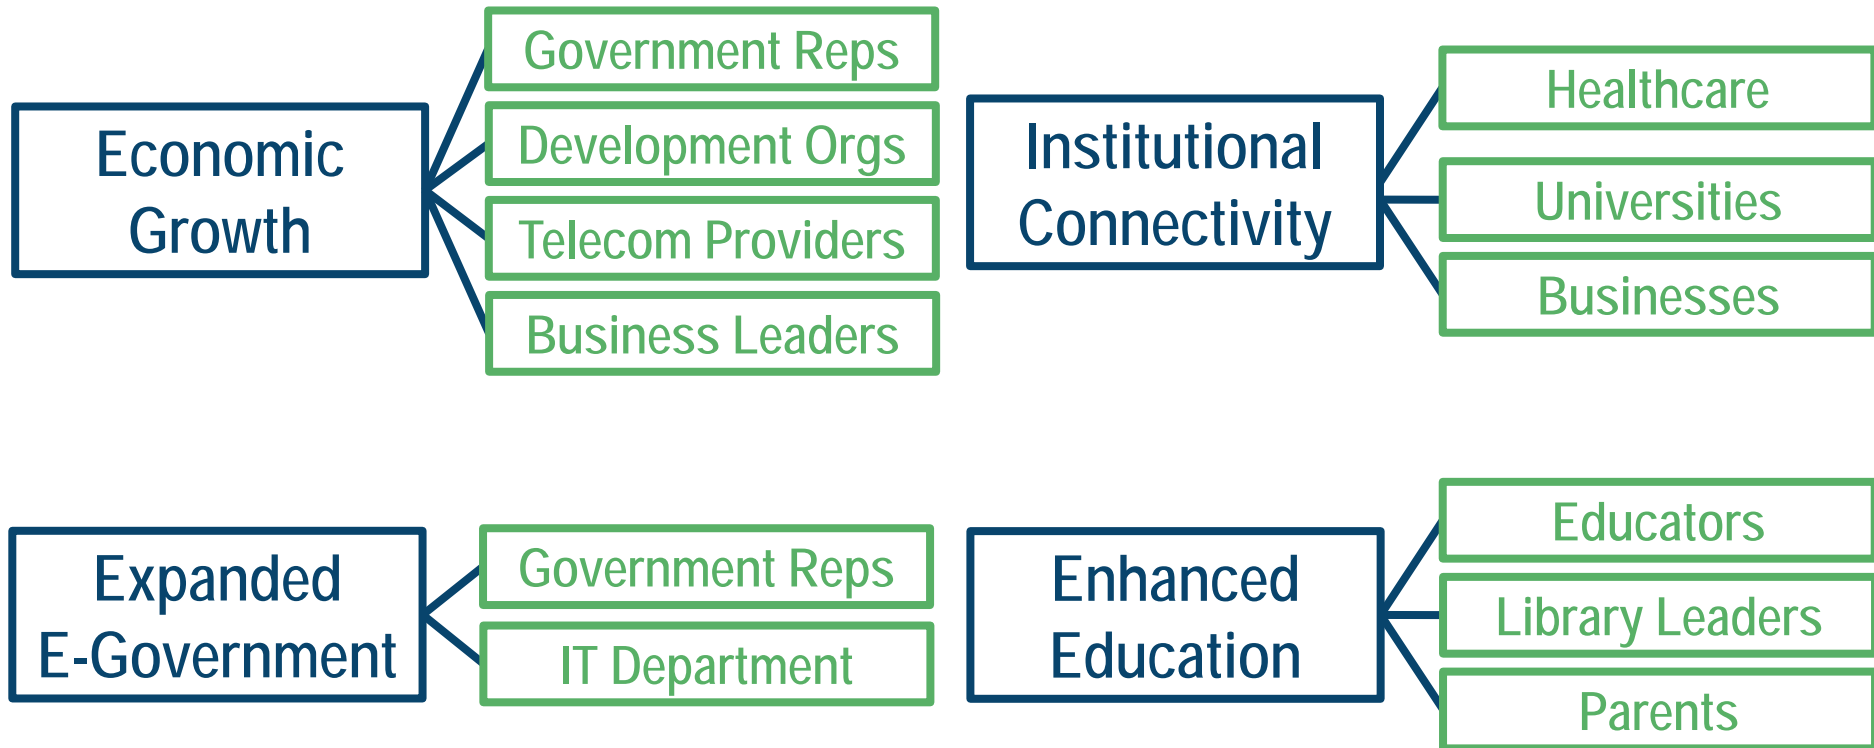 Economic
Growth
Government Reps
Development Orgs
Telecom Providers
Business Leaders
Institutional
Connectivity
Healthcare
Universities
Businesses
Expanded
E-Government
Government Reps
IT Department
Enhanced
Education
Educators
Library Leaders
Parents